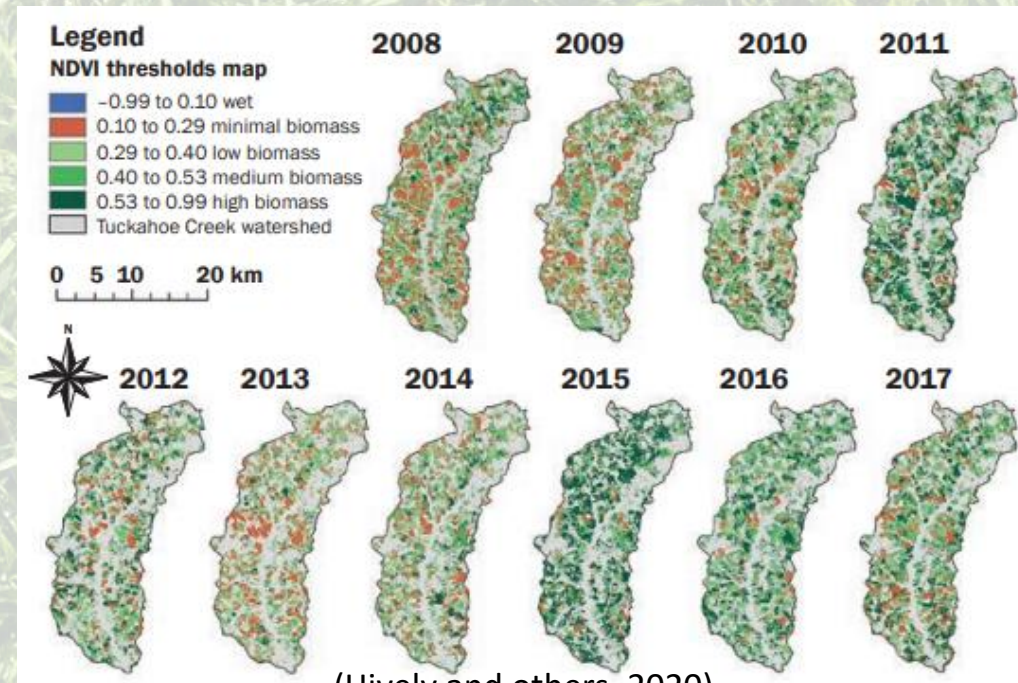 Legend
NDVI thresholds map
−0.99 to 0.10 wet
0.10 to 0.29 minimal biomass
0.29 to 0.40 low biomass
0.40 to 0.53 medium biomass
0.53 to 0.99 high biomass
Tuckahoe Creek watershed
0 5 10 20 km
2008 2009 2010 2011
N
2012 2013 2014 2015 2016 2017
(Hively and others, 2020)